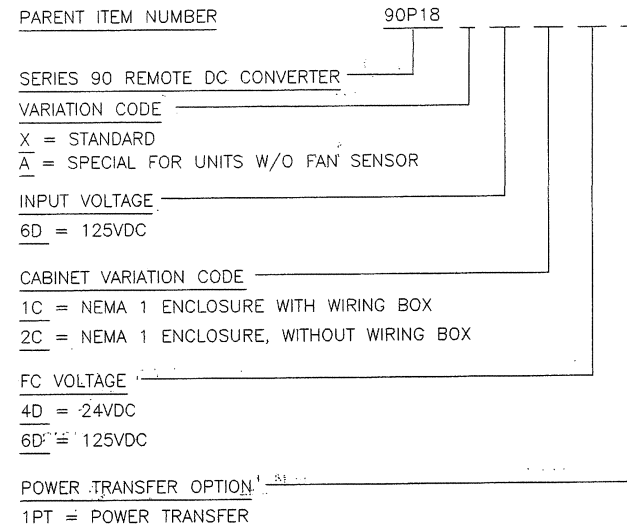 PARENT ITEM NUMBER 90P18 _ _ _ _ _
SERIES 90 REMOTE DC CONVERTER
VARIATION CODE
X = STANDARD
A = SPECIAL FOR UNITS W/O FAN SENSOR
INPUT VOLTAGE
6D = 125VDC
CABINET VARIATION CODE
1C = NEMA 1 ENCLOSURE WITH WIRING BOX
2C = NEMA 1 ENCLOSURE, WITHOUT WIRING BOX
FC VOLTAGE
4D = 24VDC
6D = 125VDC
POWER TRANSFER OPTION
1PT = POWER TRANSFER